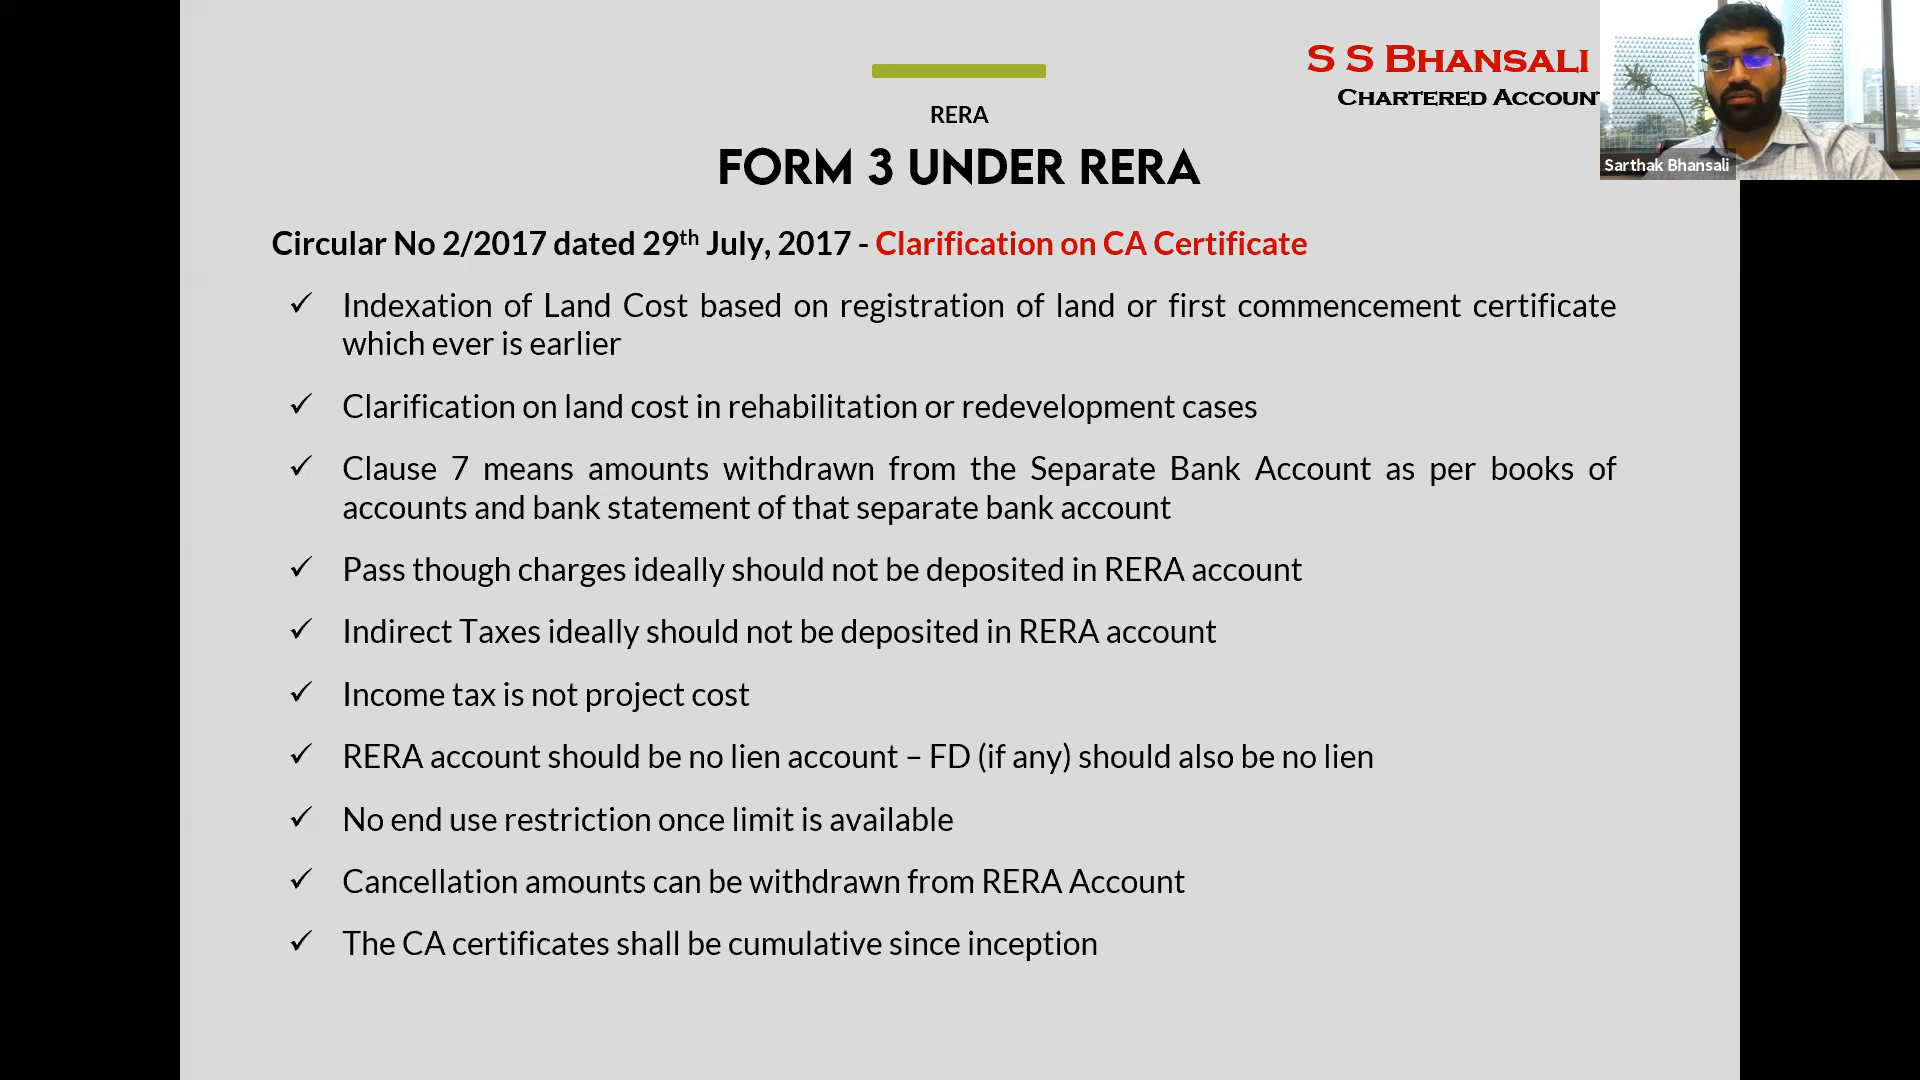 S S BHANSALI
CHARTERED ACCOUN
RERA
FORM 3 UNDER RERA
Sarthak Bhansali
Circular No 2/2017 dated 29th July, 2017 - Clarification on CA Certificate
✓ Indexation of Land Cost based on registration of land or first commencement certificate
which ever is earlier
✓ Clarification on land cost in rehabilitation or redevelopment cases
✓ Clause 7 means amounts withdrawn from the Separate Bank Account as per books of
accounts and bank statement of that separate bank account
✓ Pass though charges ideally should not be deposited in RERA account
✓ Indirect Taxes ideally should not be deposited in RERA account
✓ Income tax is not project cost
✓ RERA account should be no lien account – FD (if any) should also be no lien
✓ No end use restriction once limit is available
✓ Cancellation amounts can be withdrawn from RERA Account
✓ The CA certificates shall be cumulative since inception